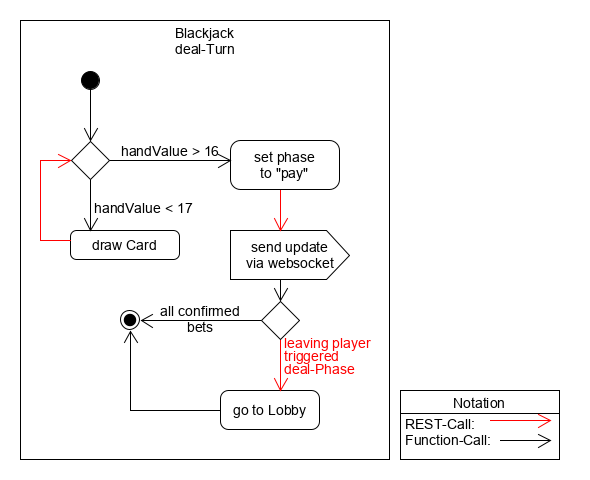 Blackjack
deal-Turn
handValue > 16
set phase
to "pay"
handValue < 17
draw Card
send update
via websocket
all confirmed
bets
leaving player
triggered
deal-Phase
go to Lobby
Notation
REST-Call:
Function-Call: